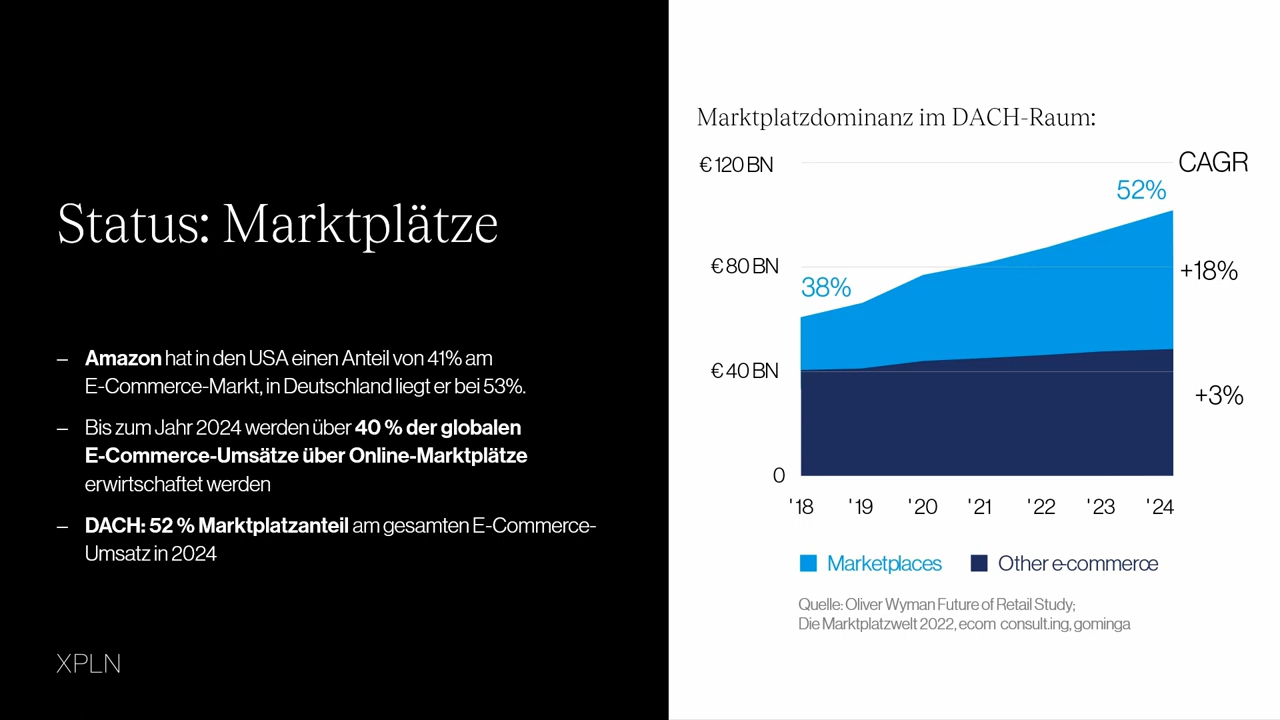 Status: Marktplätze
– Amazon hat in den USA einen Anteil von 41% am
E-Commerce-Markt, in Deutschland liegt er bei 53%.
– Bis zum Jahr 2024 werden über 40 % der globalen
E-Commerce-Umsätze über Online-Marktplätze
erwirtschaftet werden
– DACH: 52 % Marktplatzanteil am gesamten E-Commerce-
Umsatz in 2024
XPLN
Marktplatzdominanz im DACH-Raum:
€ 120 BN
CAGR
52%
€ 80 BN
+18%
38%
€ 40 BN
+3%
0
'18 '19 '20 '21 '22 '23 '24
Marketplaces Other e-commerce
Quelle: Oliver Wyman Future of Retail Study;
Die Marktplatzwelt 2022, ecom consult.ing, gominga